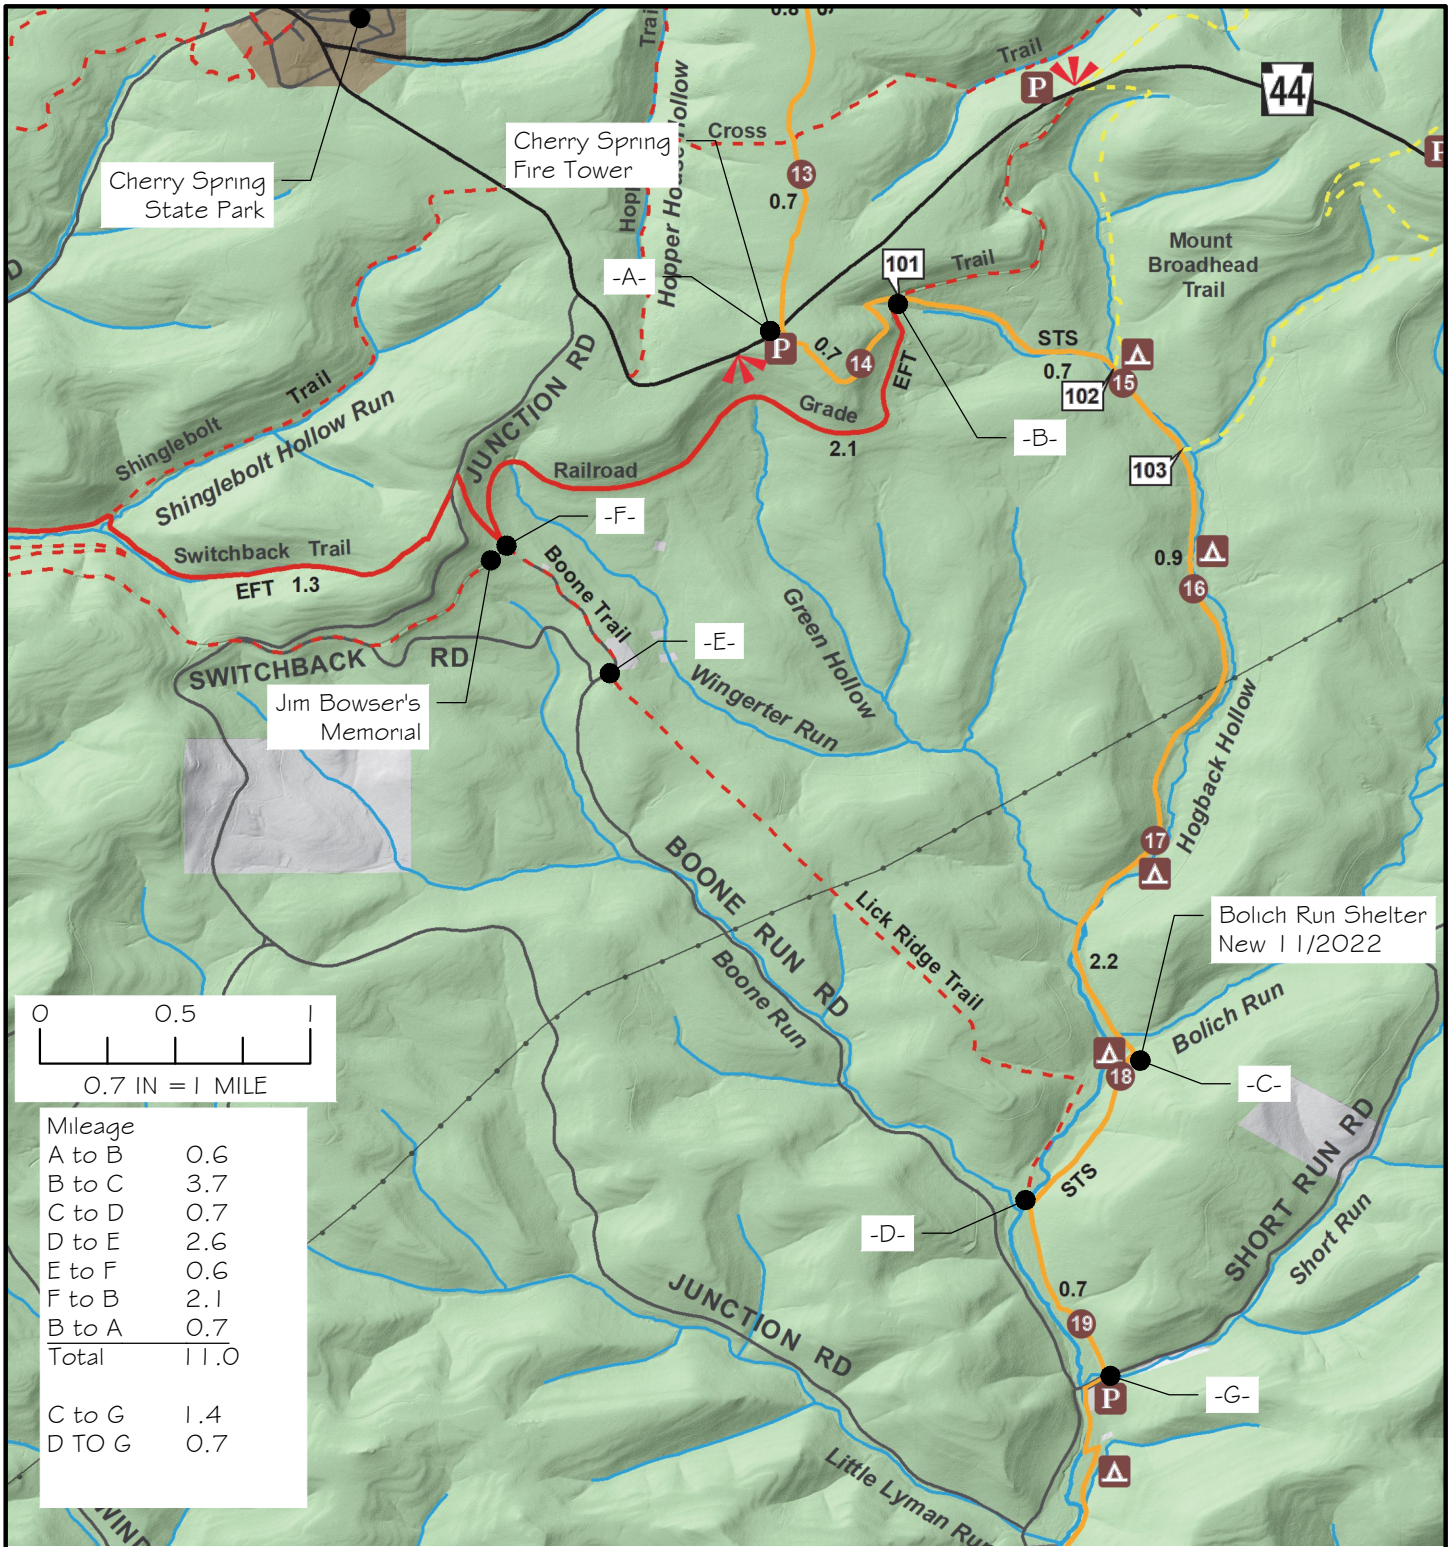 0.8
44
P
P
Trail
Cross
Cherry Spring
Fire Tower
Cherry Spring
State Park
13
0.7
Hopper House Hollow
Mount
Broadhead
Trail
101
Trail
-A-
P
0.7
14
EFT
STS
0.7
102
15
JUNCTION RD
Shinglebolt Trail
Shinglebolt Hollow Run
Grade
2.1
-B-
103
Railroad
-F-
Switchback Trail
EFT 1.3
Boone Trail
0.9
16
Green Hollow
SWITCHBACK RD
-E-
Wingerter Run
Jim Bowser's
Memorial
Hogback Hollow
17
BOONE RUN RD
Lick Ridge Trail
Boone Run
Bolich Run Shelter
New 11/2022
2.2
Bolich Run
18
-C-
0 0.5 1
0.7 IN = 1 MILE
Mileage
A to B 0.6
B to C 3.7
C to D 0.7
D to E 2.6
E to F 0.6
F to B 2.1
B to A 0.7
Total 11.0
C to G 1.4
D TO G 0.7
STS
-D-
SHORT RUN RD
Short Run
0.7
19
JUNCTION RD
P
-G-
Little Lyman Run